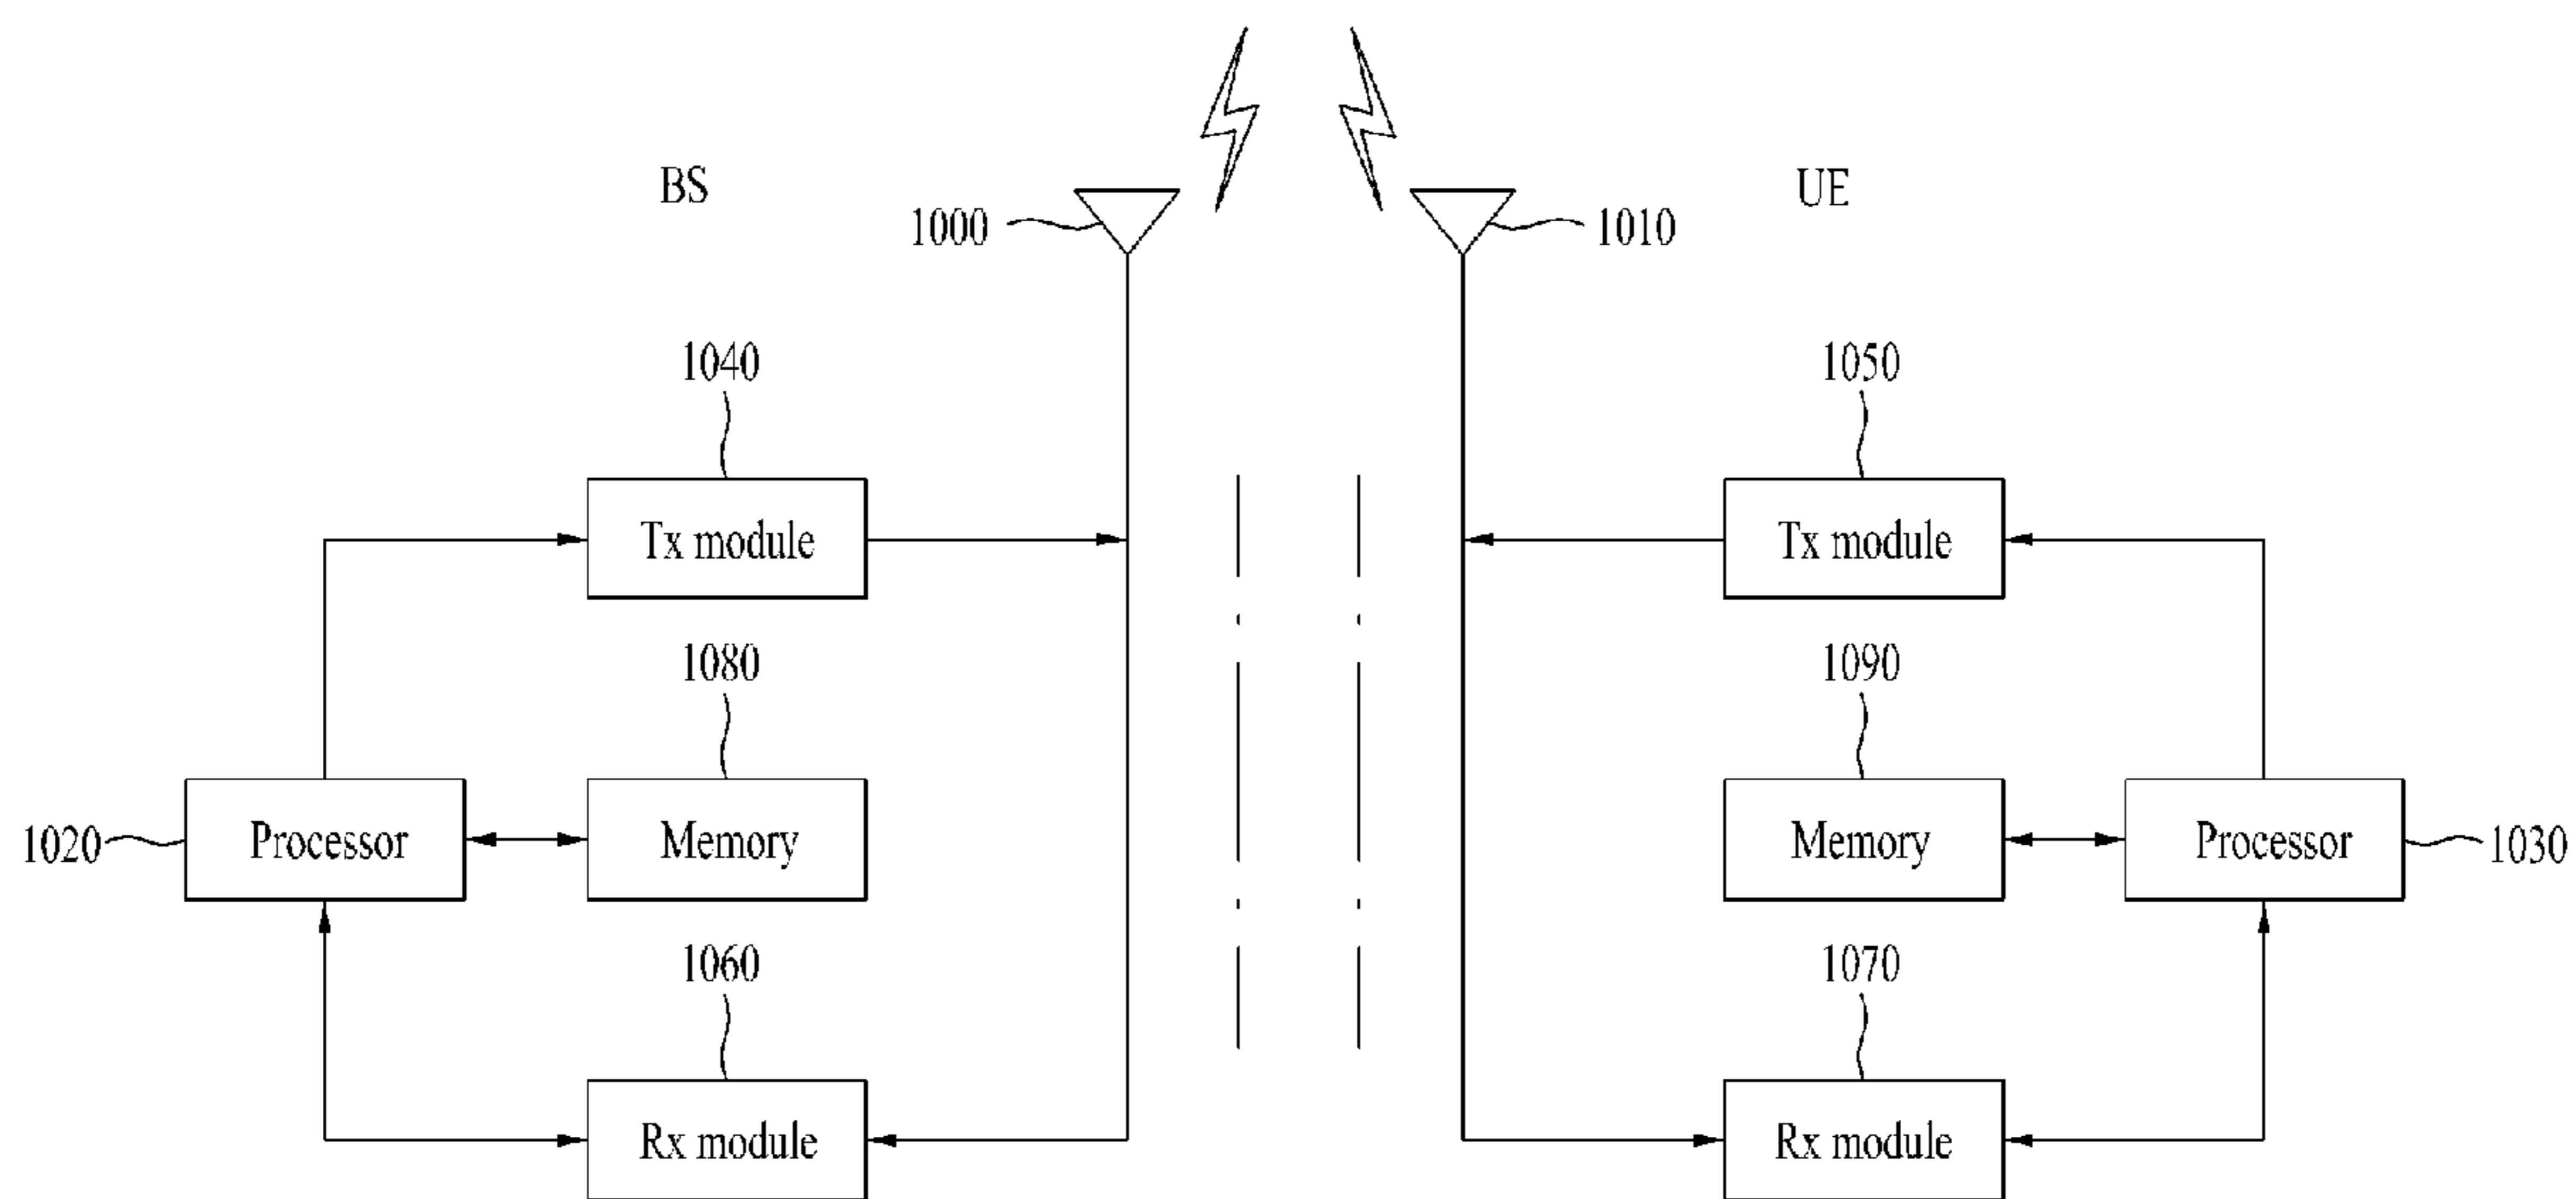 BS
UE
1000
1010
1040
1050
Tx module
Tx module
1080
1090
1020
Processor
Memory
Memory
Processor
1030
1060
1070
Rx module
Rx module